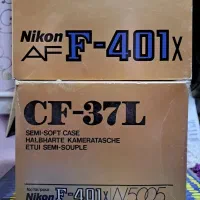 Nikon
AF F-401x
CF-37L
SEMI-SOFT CASE
HALBHARTE KAMERATASCHE
ETUI SEMI-SOUPLE
Nikon F-401x/N5005